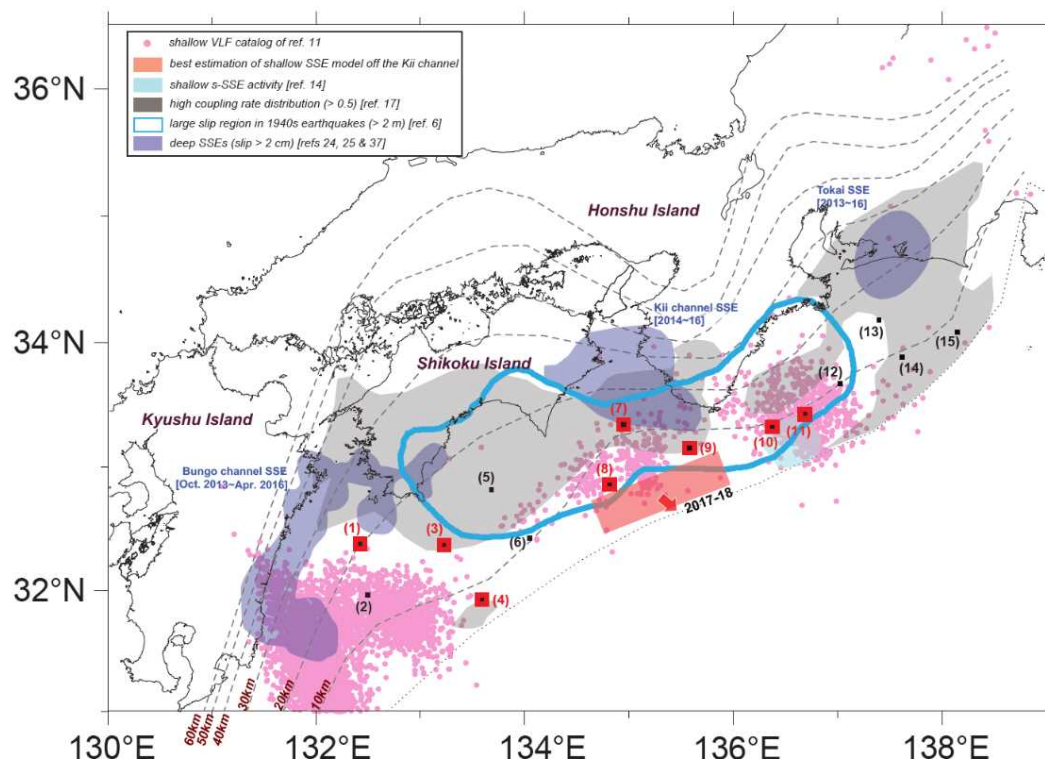 shallow VLF catalog of ref. 11
best estimation of shallow SSE model off the Kii channel
shallow s-SSE activity [ref. 14]
high coupling rate distribution (> 0.5) [ref. 17]
large slip region in 1940s earthquakes (> 2 m) [ref. 6]
deep SSEs (slip > 2 cm) [refs 24, 25 & 37]
36°N
34°N
32°N
30°N
130°E
132°E
134°E
136°E
138°E
Honshu Island
Tokai SSE
[2013~16]
Kii channel SSE
[2014~16]
Shikoku Island
Kyushu Island
Bungo channel SSE
[Oct. 2013~Apr. 2016]
2017-18
(1)
(2)
(3)
(4)
(5)
(6)
(7)
(8)
(9)
(10)
(11)
(12)
(13)
(14)
(15)
60km
50km
40km
30km
20km
10km